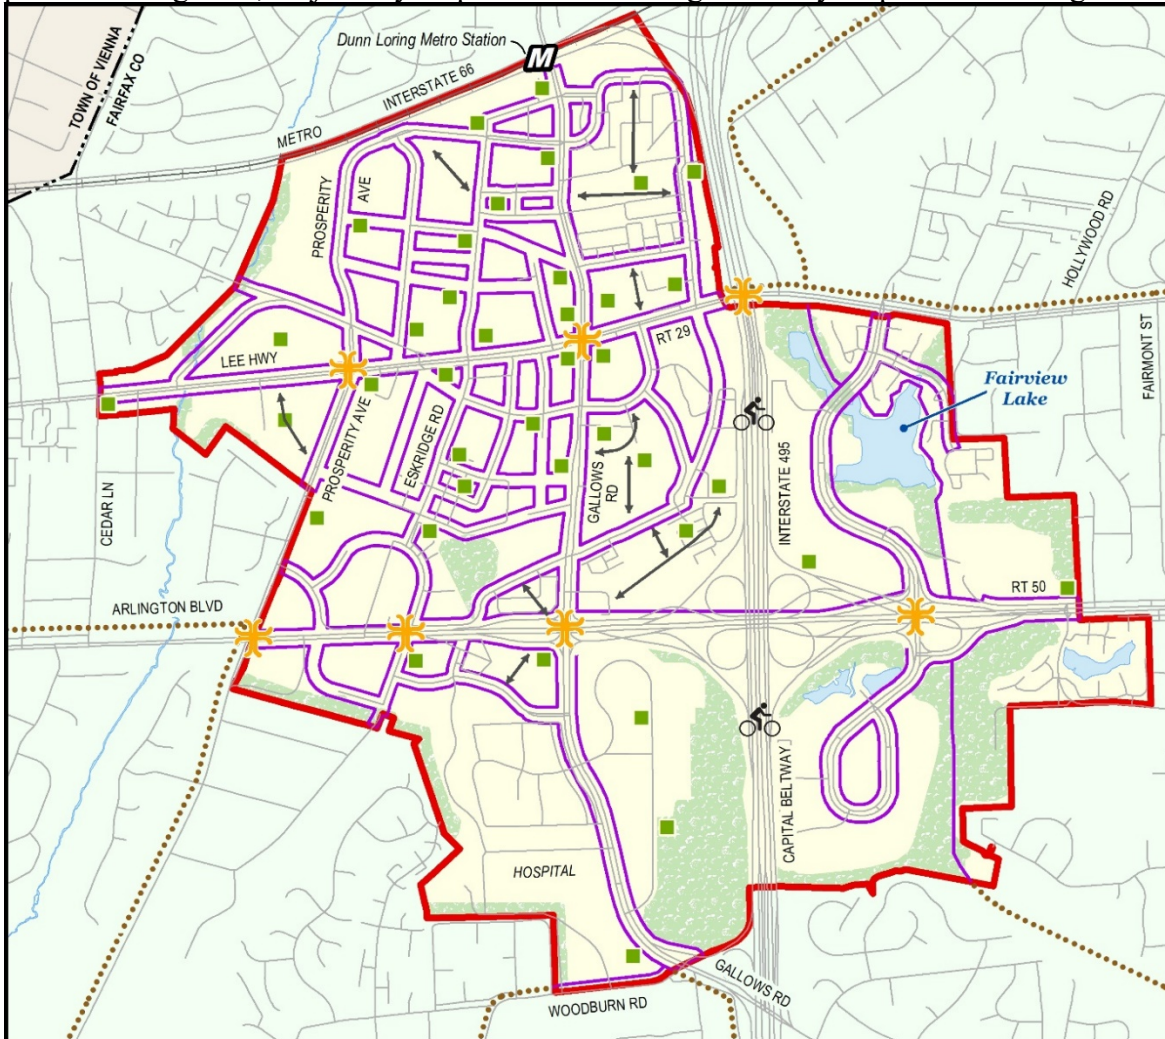 Dunn Loring Metro Station
M
TOWN OF VIENNA
FAIRFAX CO
INTERSTATE 66
METRO
PROSPERITY
AVE
HOLLYWOOD RD
RT 29
LEE HWY
FAIRMONT ST
Fairview
Lake
PROSPERITY AVE
ESKRIDGE RD
GALLOWS
RD
CEDAR LN
INTERSTATE 495
RT 50
ARLINGTON BLVD
CAPITAL BELTWAY
HOSPITAL
GALLOWS RD
WOODBURN RD